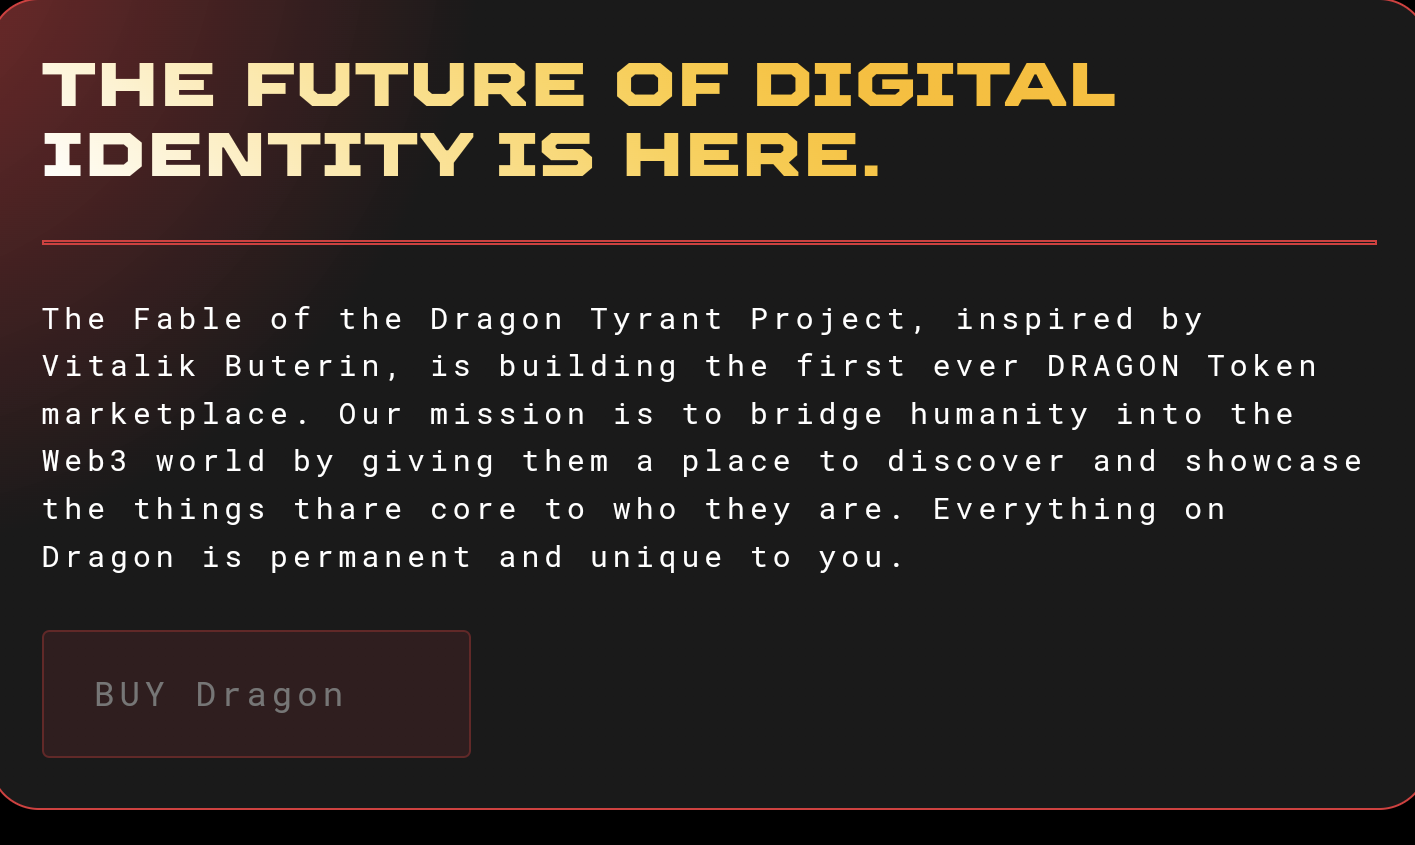 THE FUTURE OF DIGITAL
IDENTITY IS HERE.
The Fable of the Dragon Tyrant Project, inspired by
Vitalik Buterin, is building the first ever DRAGON Token
marketplace. Our mission is to bridge humanity into the
Web3 world by giving them a place to discover and showcase
the things thare core to who they are. Everything on
Dragon is permanent and unique to you.
BUY Dragon